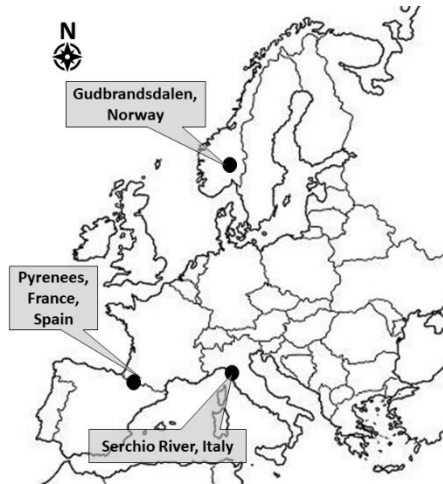 N
Gudbrandsdalen,
Norway
Pyrenees,
France,
Spain
Serchio River, Italy